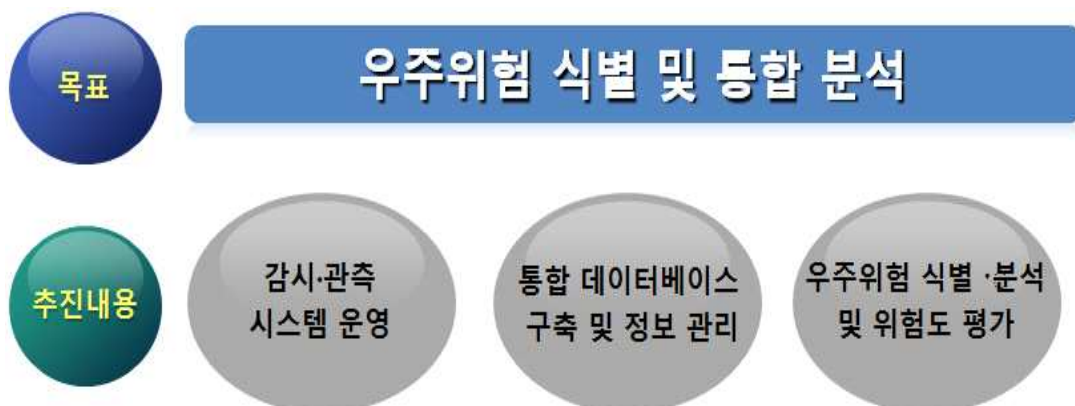 목표
우주위험 식별 및 통합 분석
추진내용
감시·관측
시스템 운영
통합 데이터베이스
구축 및 정보 관리
우주위험 식별 ·분석
및 위험도 평가